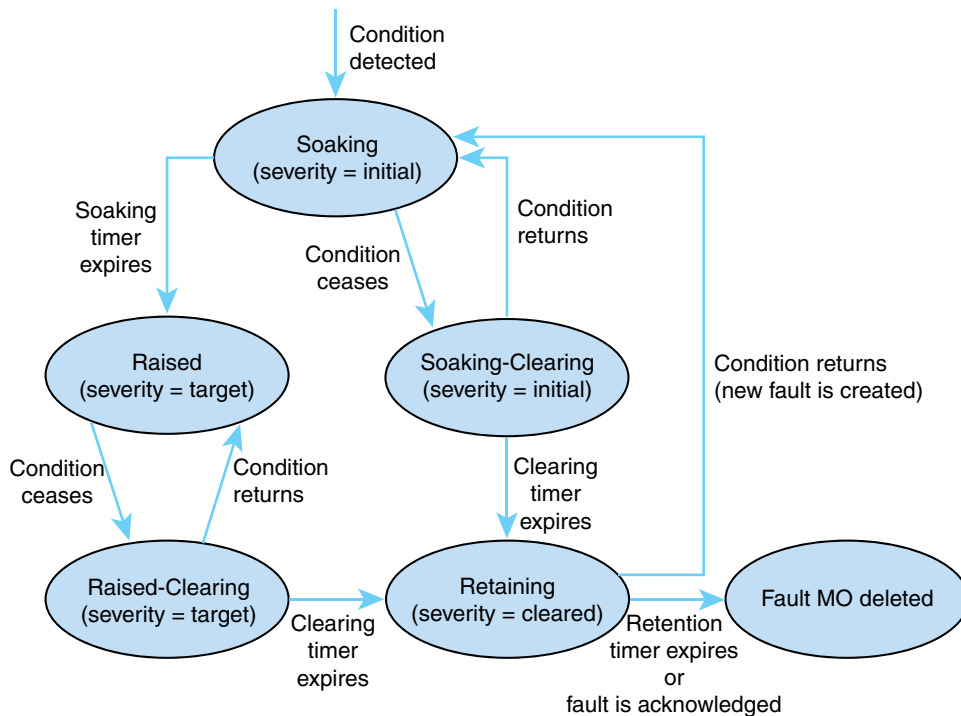 Condition
detected
Soaking
(severity = initial)
Soaking
timer
expires
Condition
ceases
Condition
returns
Raised
(severity = target)
Soaking-Clearing
(severity = initial)
Condition returns
(new fault is created)
Condition
ceases
Condition
returns
Clearing
timer
expires
Raised-Clearing
(severity = target)
Clearing
timer
expires
Retaining
(severity = cleared)
Retention
timer expires
or
fault is acknowledged
Fault MO deleted